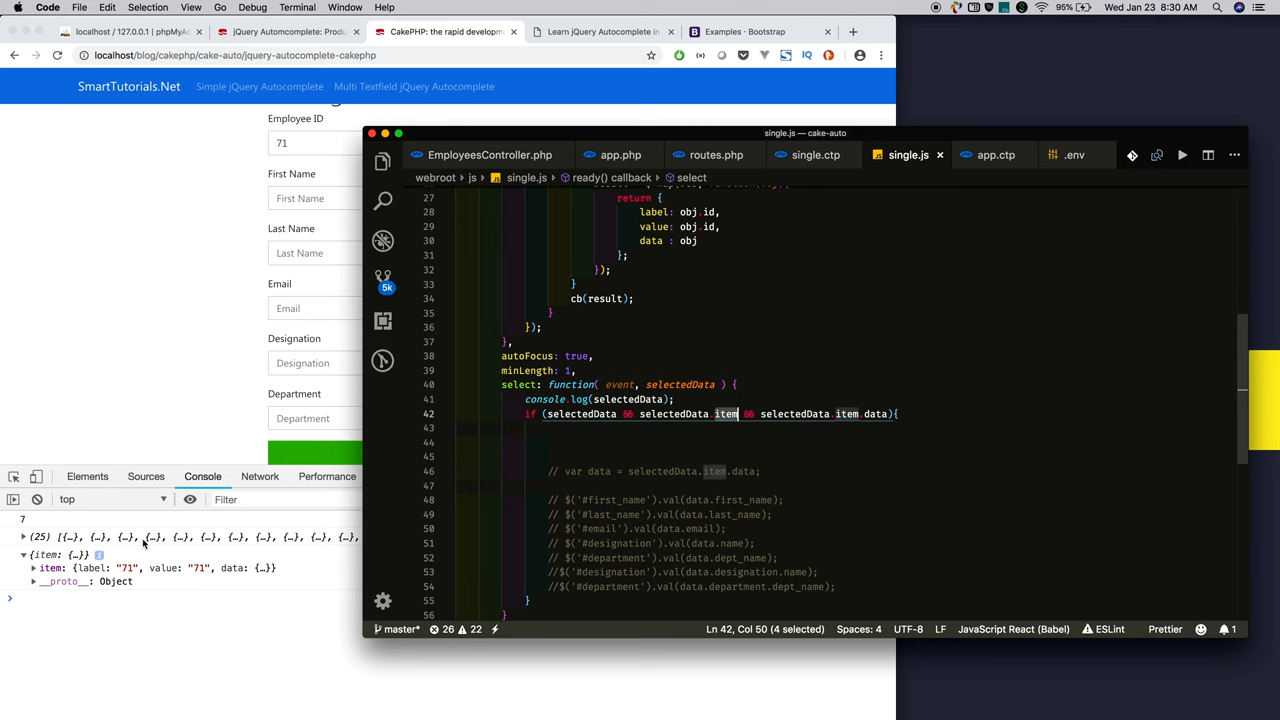 Code File Edit Selection View Go Debug Terminal Window Help
95% Wed Jan 23 8:30 AM
localhost / 127.0.0.1 | phpMyA
jQuery Automcomplete: Produ
CakePHP: the rapid developm
Learn jQuery Autocomplete in
Examples · Bootstrap
localhost/blog/cakephp/cake-auto/jquery-autocomplete-cakephp
SmartTutorials.Net Simple jQuery Autocomplete Multi Textfield jQuery Autocomplete
Employee ID
71
First Name
First Name
Last Name
Last Name
Email
Email
Designation
Designation
Department
Department
Elements Sources Console Network Performance
top Filter
7
(25) [{…}, {…}, {…}, {…}, {…}, {…}, {…}, {…}, {…}, {…},
{item: {…}} i
item: {label: "71", value: "71", data: {…}}
__proto__: Object
single.js — cake-auto
EmployeesController.php app.php routes.php single.ctp single.js app.ctp .env
webroot › js › single.js › ready() callback › select
5k
27 return {
28 label: obj.id,
29 value: obj.id,
30 data : obj
31 };
32 });
33 }
34 cb(result);
35 }
36 });
37 },
38 autoFocus: true,
39 minLength: 1,
40 select: function( event, selectedData ) {
41 console.log(selectedData);
42 if (selectedData && selectedData.item && selectedData.item.data){
43
44
45
46 // var data = selectedData.item.data;
47
48 // $('#first_name').val(data.first_name);
49 // $('#last_name').val(data.last_name);
50 // $('#email').val(data.email);
51 // $('#designation').val(data.name);
52 // $('#department').val(data.dept_name);
53 //$('#designation').val(data.designation.name);
54 //$('#department').val(data.department.dept_name);
55 }
56 }
master* 26 22 Ln 42, Col 50 (4 selected) Spaces: 4 UTF-8 LF JavaScript React (Babel) ESLint Prettier 1